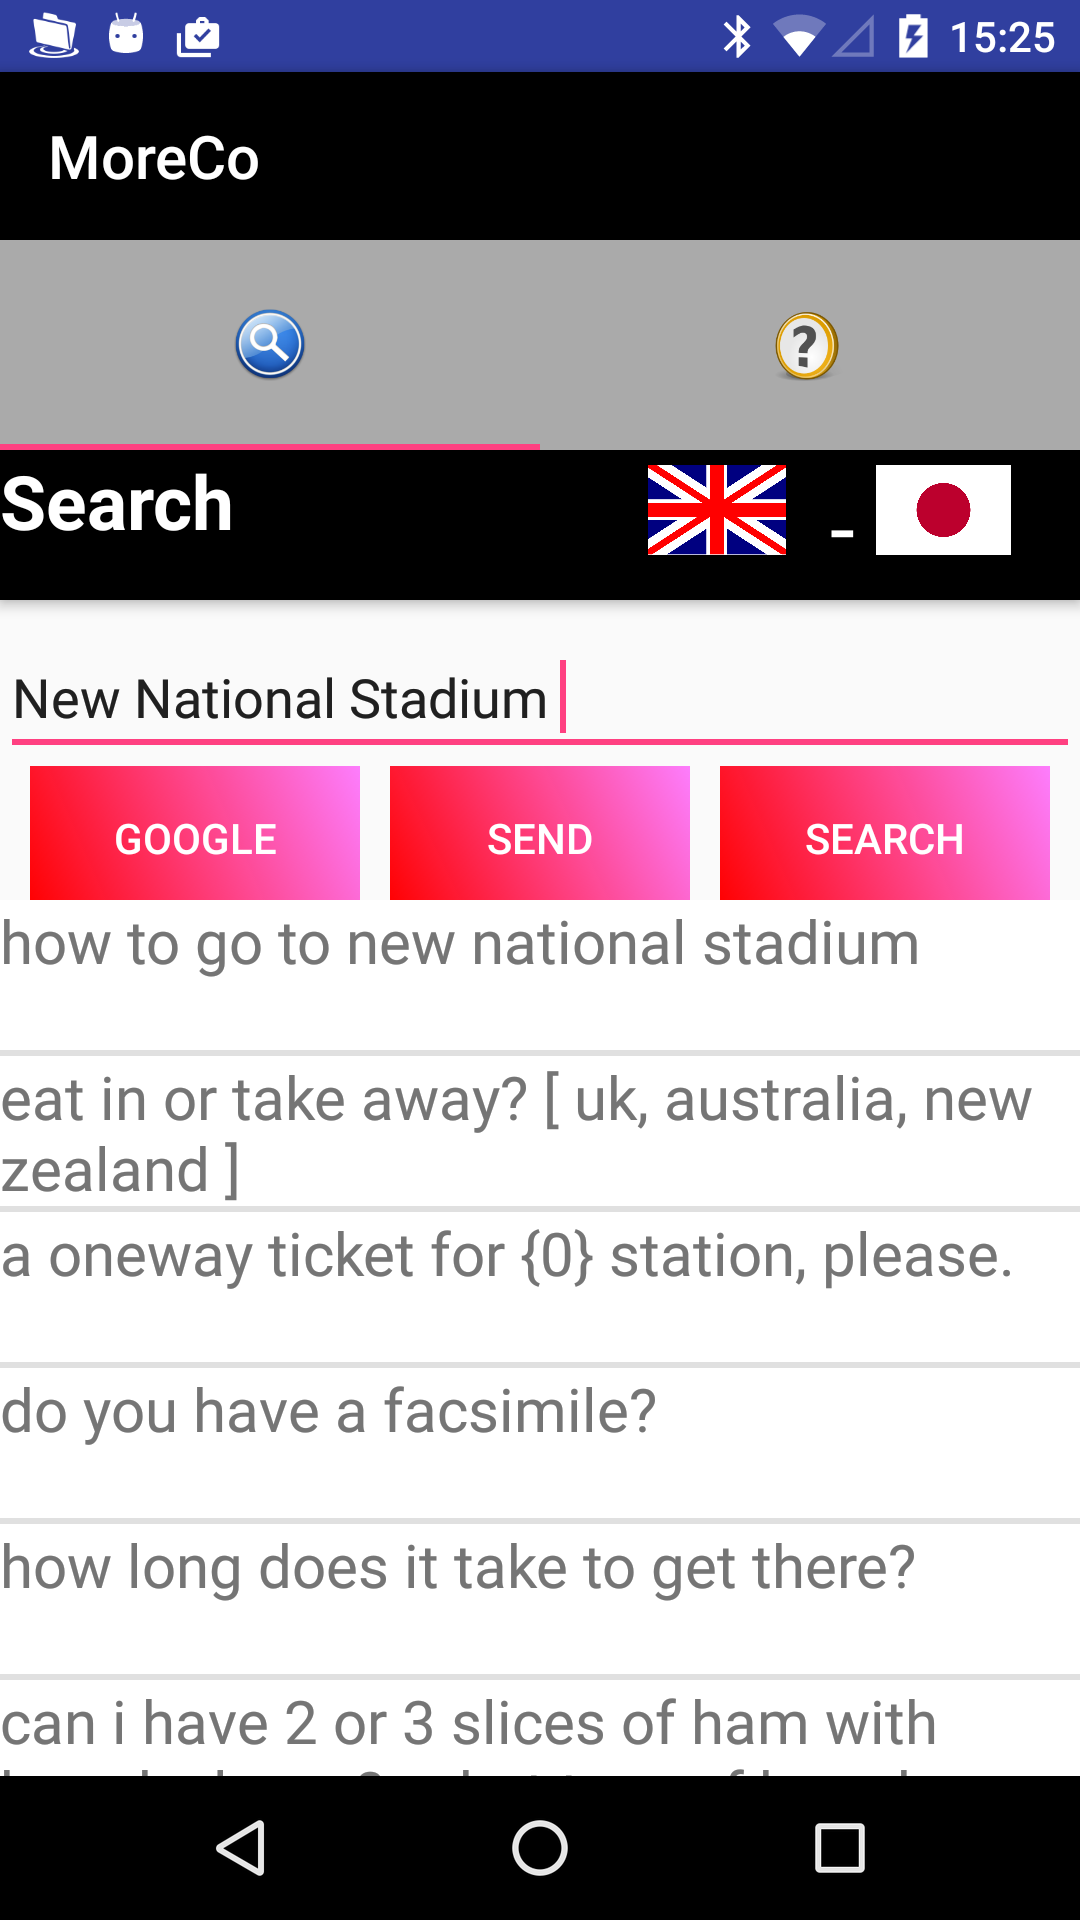 15:25
MoreCo
?
Search
-
New National Stadium
GOOGLE SEND SEARCH
how to go to new national stadium
eat in or take away? [ uk, australia, new
zealand ]
a oneway ticket for {0} station, please.
do you have a facsimile?
how long does it take to get there?
can i have 2 or 3 slices of ham with